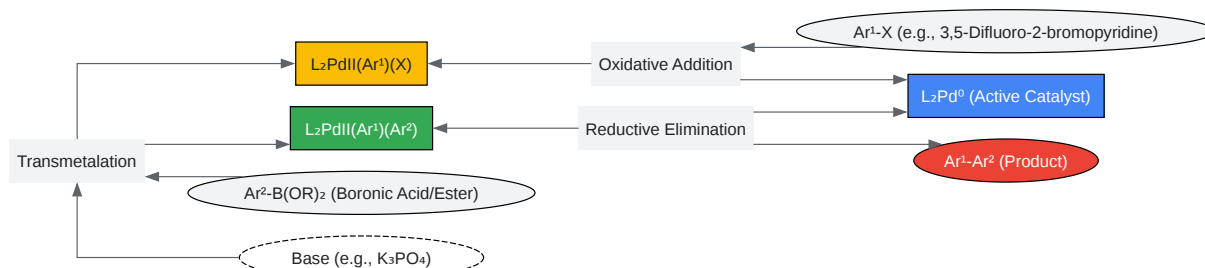 Ar¹-X (e.g., 3,5-Difluoro-2-bromopyridine)
L₂PdII(Ar¹)(X)
Oxidative Addition
L₂Pd⁰ (Active Catalyst)
L₂PdII(Ar¹)(Ar²)
Reductive Elimination
Transmetalation
Ar¹-Ar² (Product)
Ar²-B(OR)₂ (Boronic Acid/Ester)
Base (e.g., K₃PO₄)